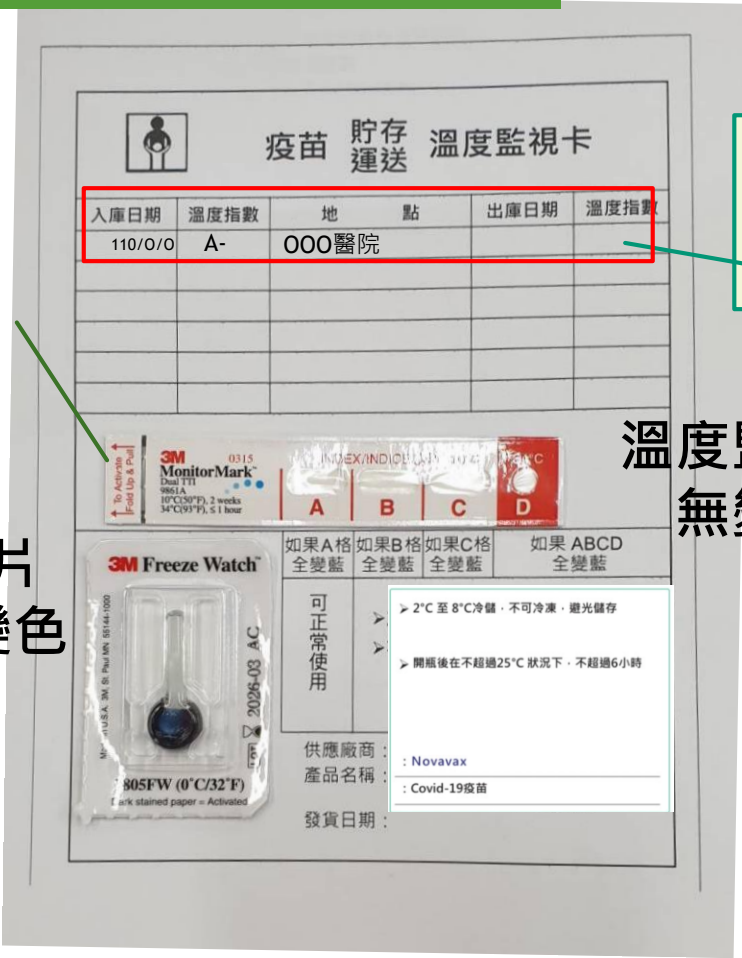 疫苗 貯存 運送 溫度監視卡
入庫日期 溫度指數 地 點 出庫日期 溫度指數
110/O/O A- OOO醫院
溫度
無
片
色
To Activate
Fold Up & Pull
3M 0315
MonitorMark™
Dual TTI
9861A
10°C(50°F), 2 weeks
34°C(93°F), ≤ 1 hour
A B C D
3M Freeze Watch™
55144-1000
3M, St. Paul MN
U.S.A.
2026-03 AC
805FW (0°C/32°F)
Dark stained paper = Activated
如果A格全變藍
如果B格全變藍
如果C格全變藍
如果 ABCD 全變藍
可正常使用
➢ 2°C 至 8°C冷儲，不可冷凍，避光儲存
➢ 開瓶後在不超過25°C 狀況下，不超過6小時
供應廠商：
: Novavax
產品名稱：
: Covid-19疫苗
發貨日期：